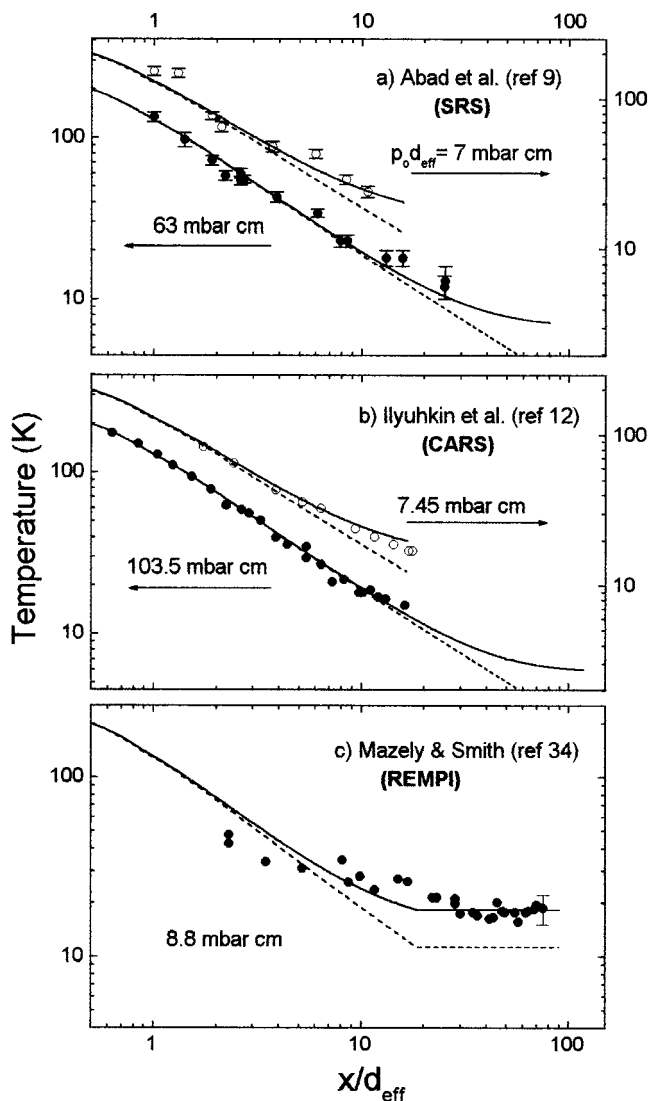 1 10 100
a) Abad et al. (ref 9)
(SRS)
100
100
p₀d_eff = 7 mbar cm
63 mbar cm
10
10
b) Ilyuhkin et al. (ref 12)
(CARS)
100
100
7.45 mbar cm
103.5 mbar cm
10
10
Temperature (K)
c) Mazely & Smith (ref 34)
(REMPI)
100
8.8 mbar cm
10
1 10 100
x/d_eff